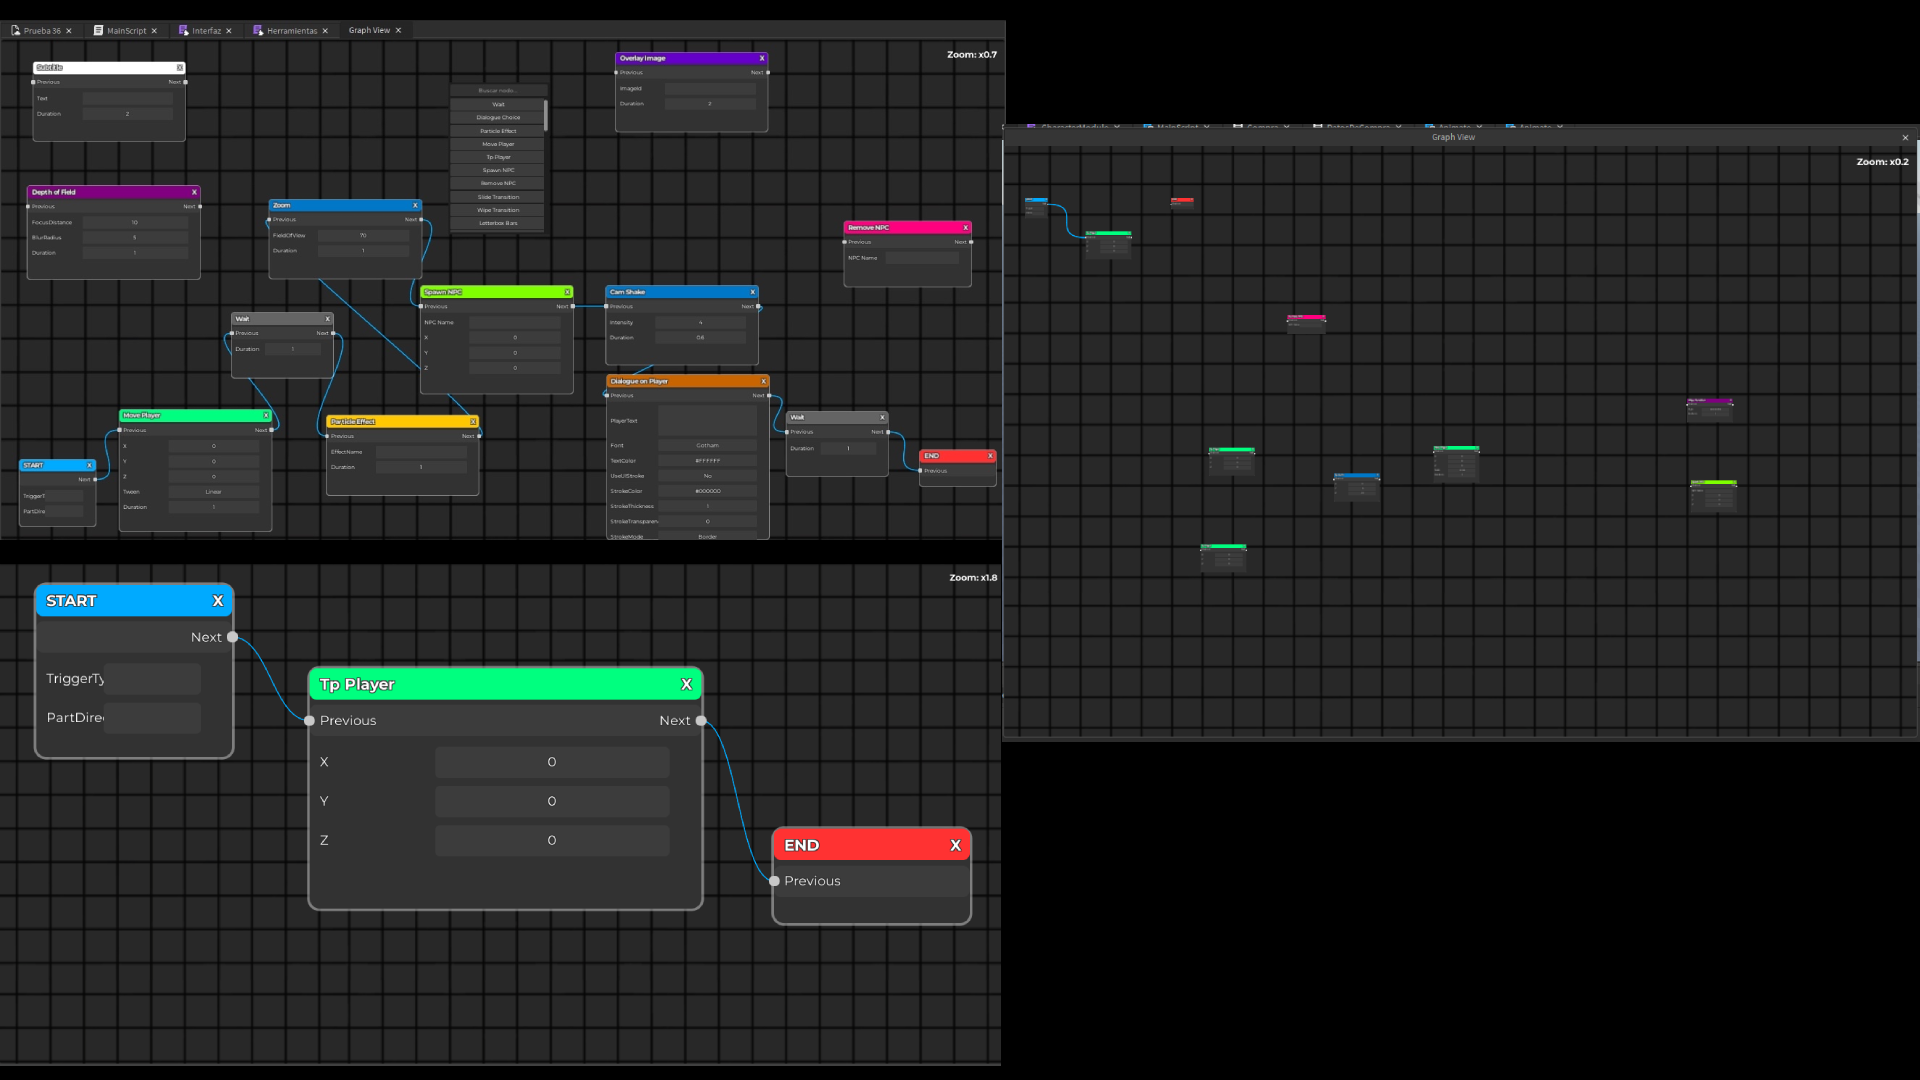 Prueba36 X MainScript X Interfaz X Herramientas X Graph View X
Zoom: x0.7
Subtitle X
Previous Next
Text
Duration 2
Buscar nodo...
Wait
Dialogue Choice
Particle Effect
Move Player
Tp Player
Spawn NPC
Remove NPC
Slide Transition
Wipe Transition
Letterbox Bars
Overlay Image X
Previous Next
ImageId
Duration 2
Depth of Field X
Previous Next
FocusDistance 10
BlurRadius 5
Duration 1
Zoom X
Previous Next
FieldOfView 70
Duration 1
Remove NPC X
Previous Next
NPC Name
Spawn NPC X
Previous Next
NPC Name
X
Y 0
Z 0
Cam Shake X
Previous Next
Intensity 4
Duration 0.6
Wait X
Previous Next
Duration 1
Move Player X
Previous Next
X 0
Y 0
Z 0
Tween Linear
Duration 1
Particle Effect X
Previous Next
EffectName
Duration 1
Dialogue on Player X
Previous Next
PlayerText
Font Gotham
TextColor #FFFFFF
UseUIStroke No
StrokeColor #000000
StrokeThickness 1
StrokeTransparen 0
StrokeMode Border
Wait X
Previous Next
Duration 1
END X
Previous
START X
Next
TriggerT
PartDire
Zoom: x1.8
START X
Next
TriggerTy
PartDire
Tp Player X
Previous Next
X 0
Y 0
Z 0
END X
Previous
Graph View X
Zoom: x0.2